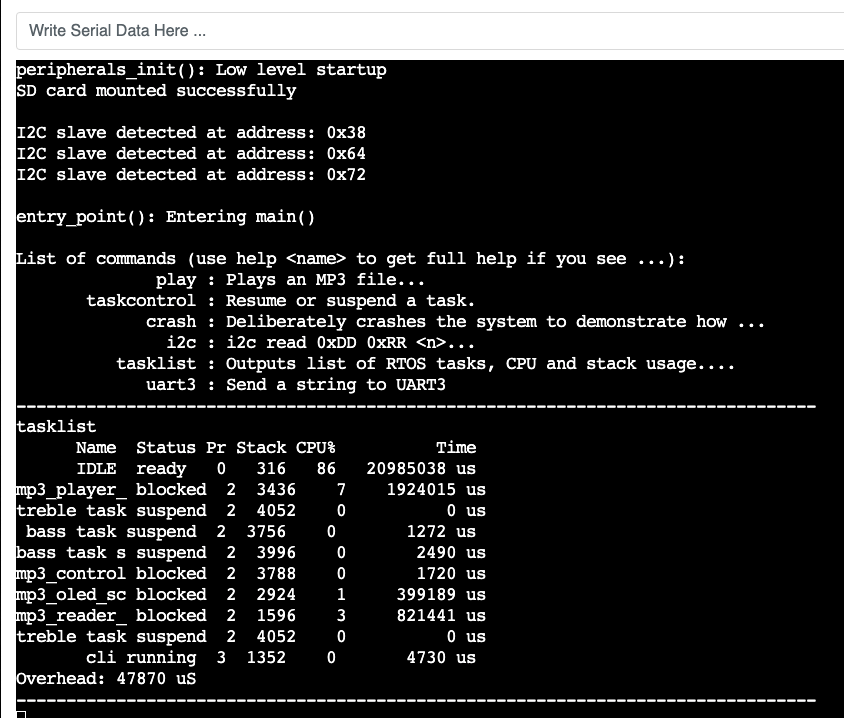 Write Serial Data Here ...
peripherals_init(): Low level startup
SD card mounted successfully
I2C slave detected at address: 0x38
I2C slave detected at address: 0x64
I2C slave detected at address: 0x72
entry_point(): Entering main()
List of commands (use help <name> to get full help if you see ...):
play : Plays an MP3 file...
taskcontrol : Resume or suspend a task.
crash : Deliberately crashes the system to demonstrate how ...
i2c : i2c read 0xDD 0xRR <n>...
tasklist : Outputs list of RTOS tasks, CPU and stack usage....
uart3 : Send a string to UART3
--------------------------------------------------------------------------------
tasklist
Name Status Pr Stack CPU% Time
IDLE ready 0 316 86 20985038 us
mp3_player_ blocked 2 3436 7 1924015 us
treble task suspend 2 4052 0 0 us
bass task suspend 2 3756 0 1272 us
bass task s suspend 2 3996 0 2490 us
mp3_control blocked 2 3788 0 1720 us
mp3_oled_sc blocked 2 2924 1 399189 us
mp3_reader_ blocked 2 1596 3 821441 us
treble task suspend 2 4052 0 0 us
cli running 3 1352 0 4730 us
Overhead: 47870 uS
--------------------------------------------------------------------------------